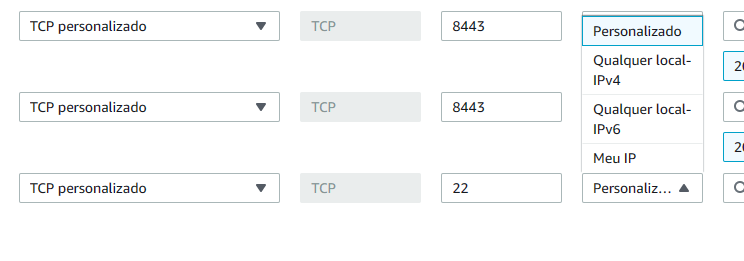 TCP personalizado TCP 8443 Personalizado
Qualquer local-
IPv4
TCP personalizado TCP 8443 Qualquer local-
IPv6
Meu IP
TCP personalizado TCP 22 Personaliz...